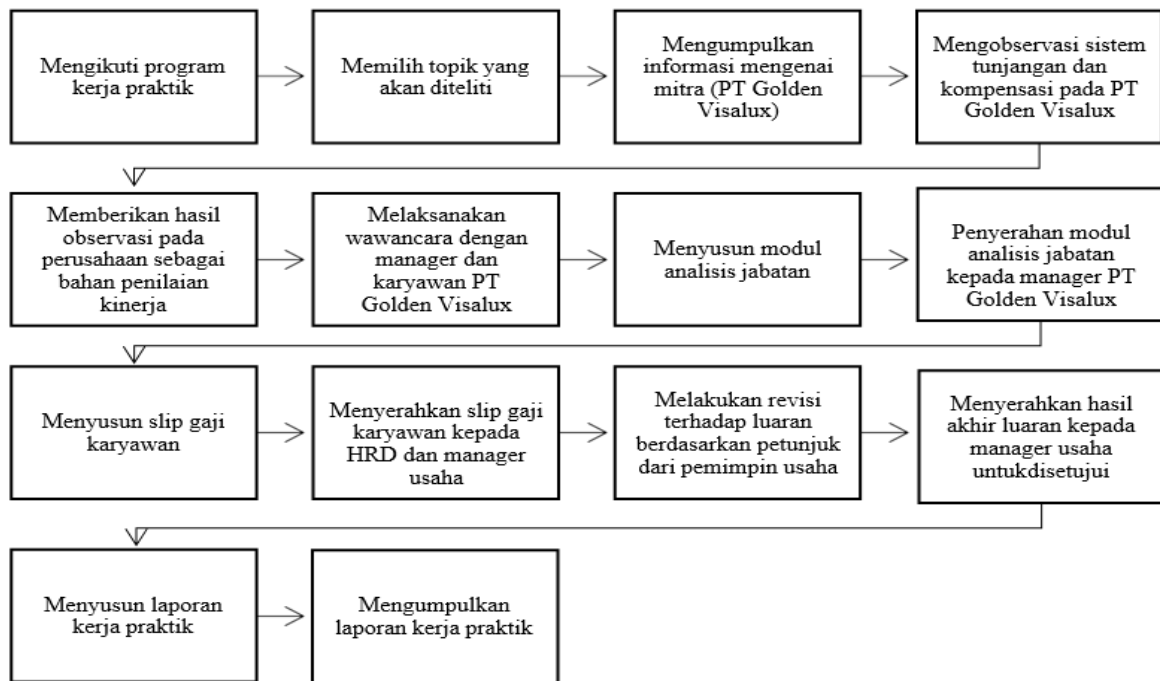 Mengikuti program
kerja praktik
Memilih topik yang
akan diteliti
Mengumpulkan
informasi mengenai
mitra (PT Golden
Visalux)
Mengobservasi sistem
tunjangan dan
kompensasi pada PT
Golden Visalux
Memberikan hasil
observasi pada
perusahaan sebagai
bahan penilaian
kinerja
Melaksanakan
wawancara dengan
manager dan
karyawan PT
Golden Visalux
Menyusun modul
analisis jabatan
Penyerahan modul
analisis jabatan
kepada manager PT
Golden Visalux
Menyusun slip gaji
karyawan
Menyerahkan slip gaji
karyawan kepada
HRD dan manager
usaha
Melakukan revisi
terhadap luaran
berdasarkan petunjuk
dari pemimpin usaha
Menyerahkan hasil
akhir luaran kepada
manager usaha
untukdisetujui
Menyusun laporan
kerja praktik
Mengumpulkan
laporan kerja praktik